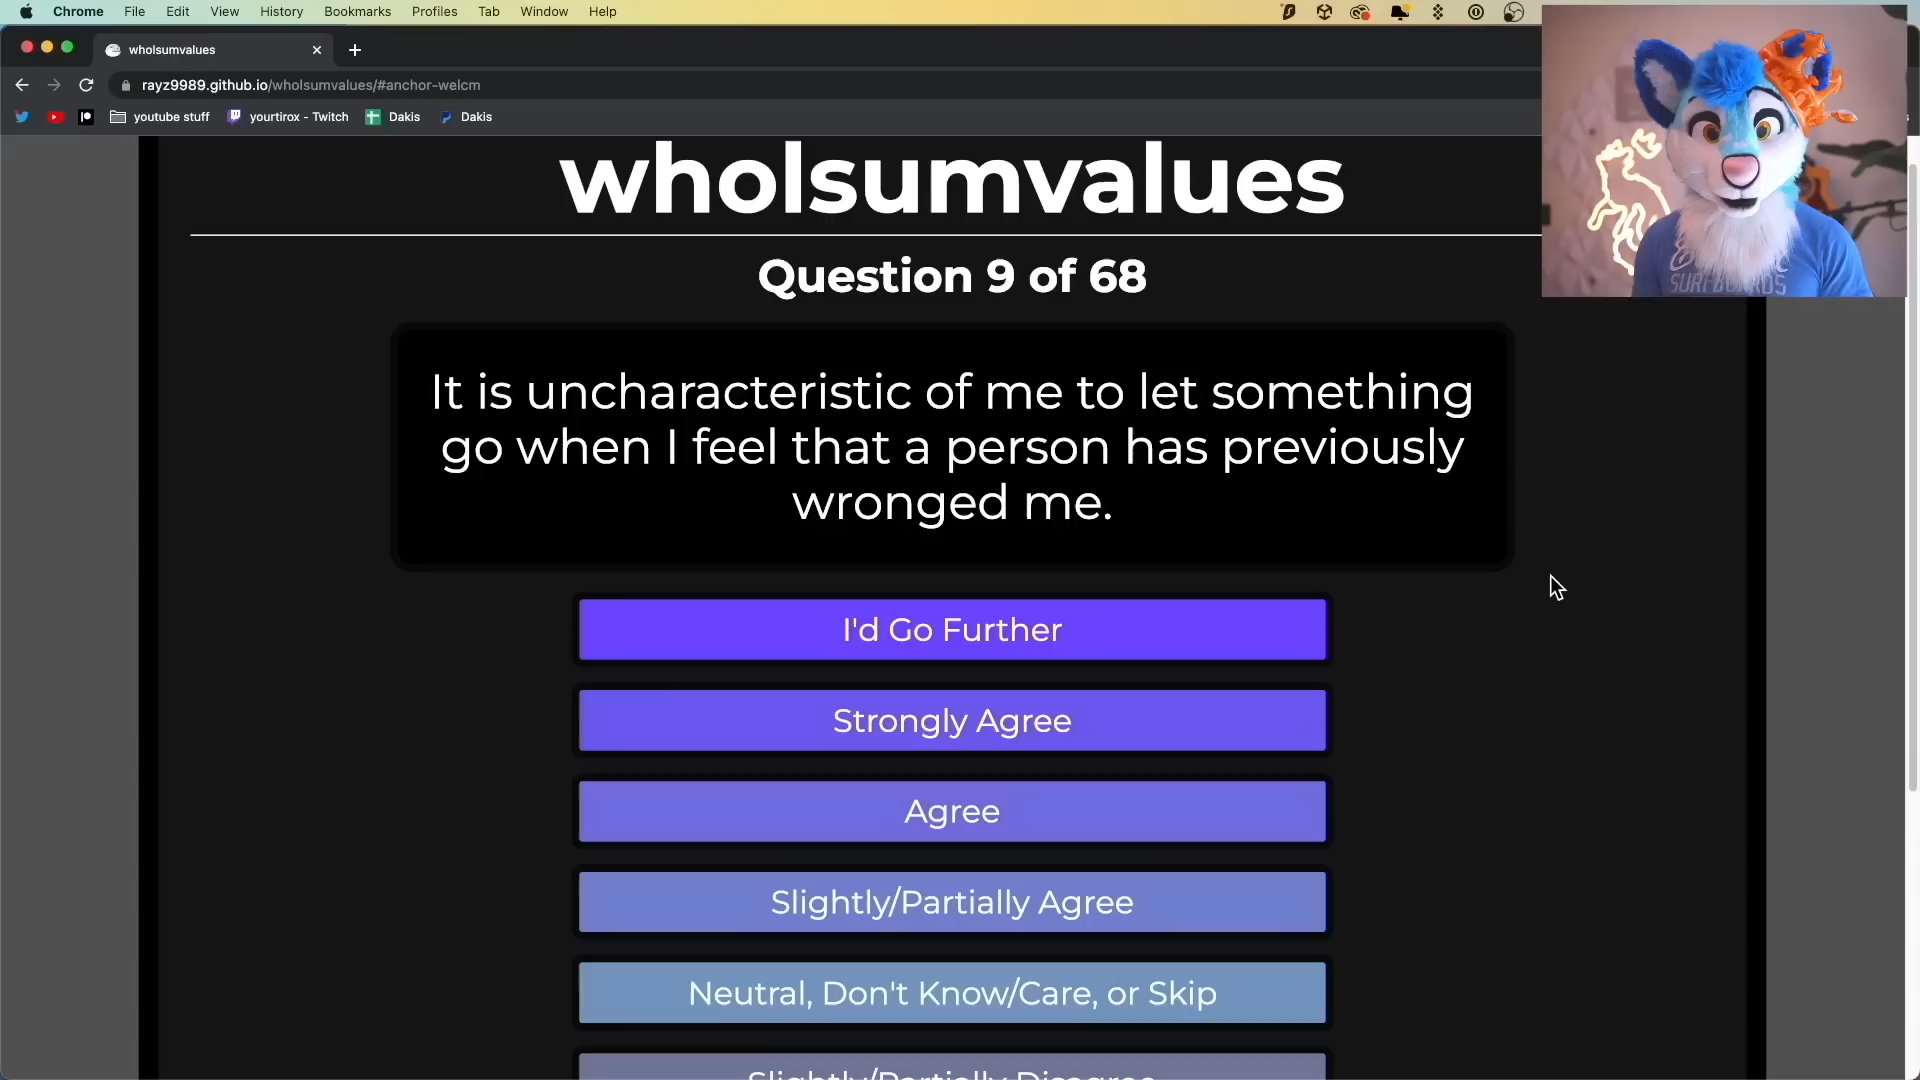 Chrome File Edit View History Bookmarks Profiles Tab Window Help
wholsumvalues
rayz9989.github.io/wholsumvalues/#anchor-welcm
youtube stuff yourtirox - Twitch Dakis Dakis
wholsumvalues
Question 9 of 68
It is uncharacteristic of me to let something
go when I feel that a person has previously
wronged me.
I'd Go Further
Strongly Agree
Agree
Slightly/Partially Agree
Neutral, Don't Know/Care, or Skip
Slightly/Partially Disagree